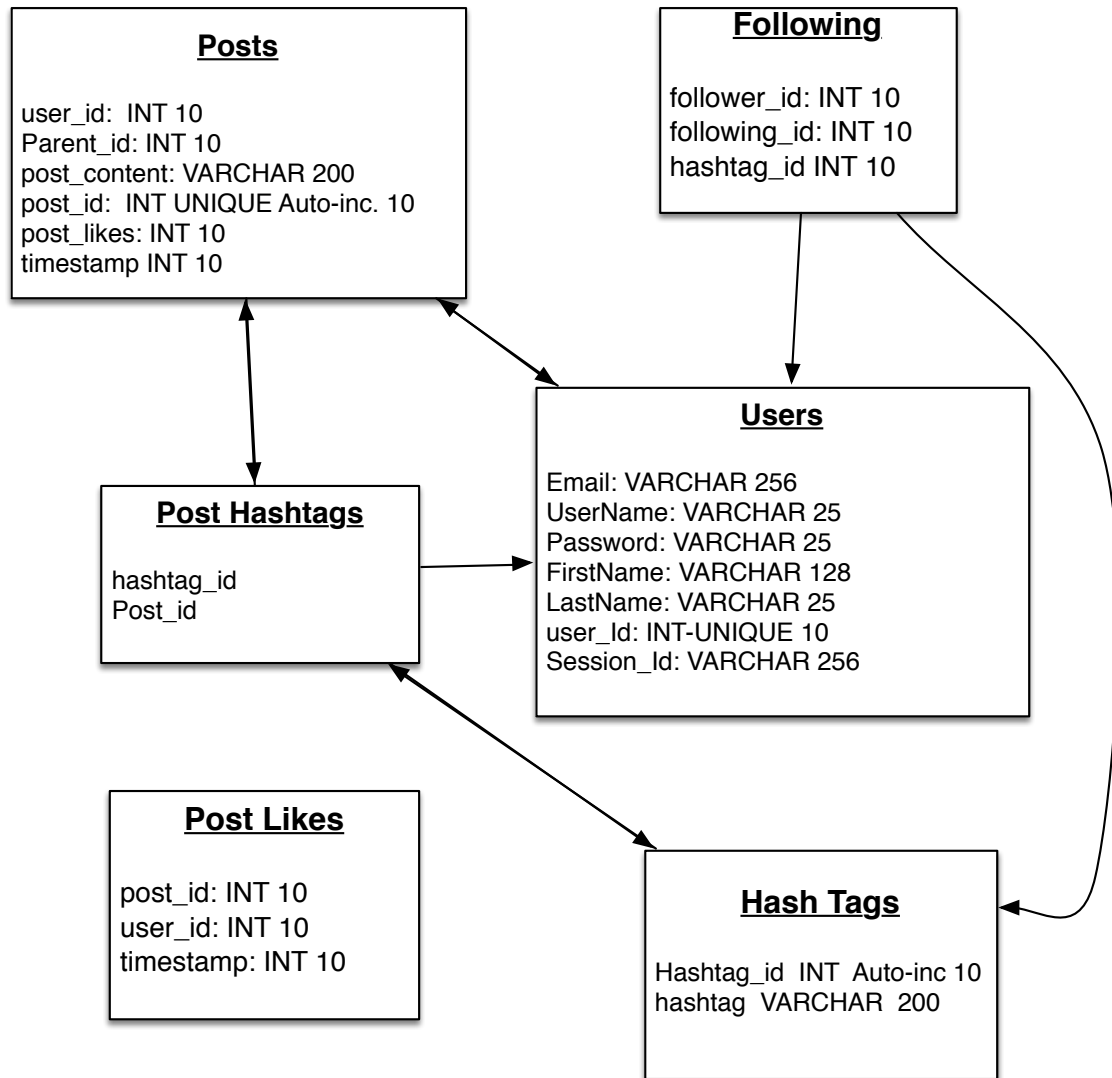 Posts
user_id: INT 10
Parent_id: INT 10
post_content: VARCHAR 200
post_id: INT UNIQUE Auto-inc. 10
post_likes: INT 10
timestamp INT 10
Following
follower_id: INT 10
following_id: INT 10
hashtag_id INT 10
Users
Email: VARCHAR 256
UserName: VARCHAR 25
Password: VARCHAR 25
FirstName: VARCHAR 128
LastName: VARCHAR 25
user_Id: INT-UNIQUE 10
Session_Id: VARCHAR 256
Post Hashtags
hashtag_id
Post_id
Post Likes
post_id: INT 10
user_id: INT 10
timestamp: INT 10
Hash Tags
Hashtag_id INT Auto-inc 10
hashtag VARCHAR 200